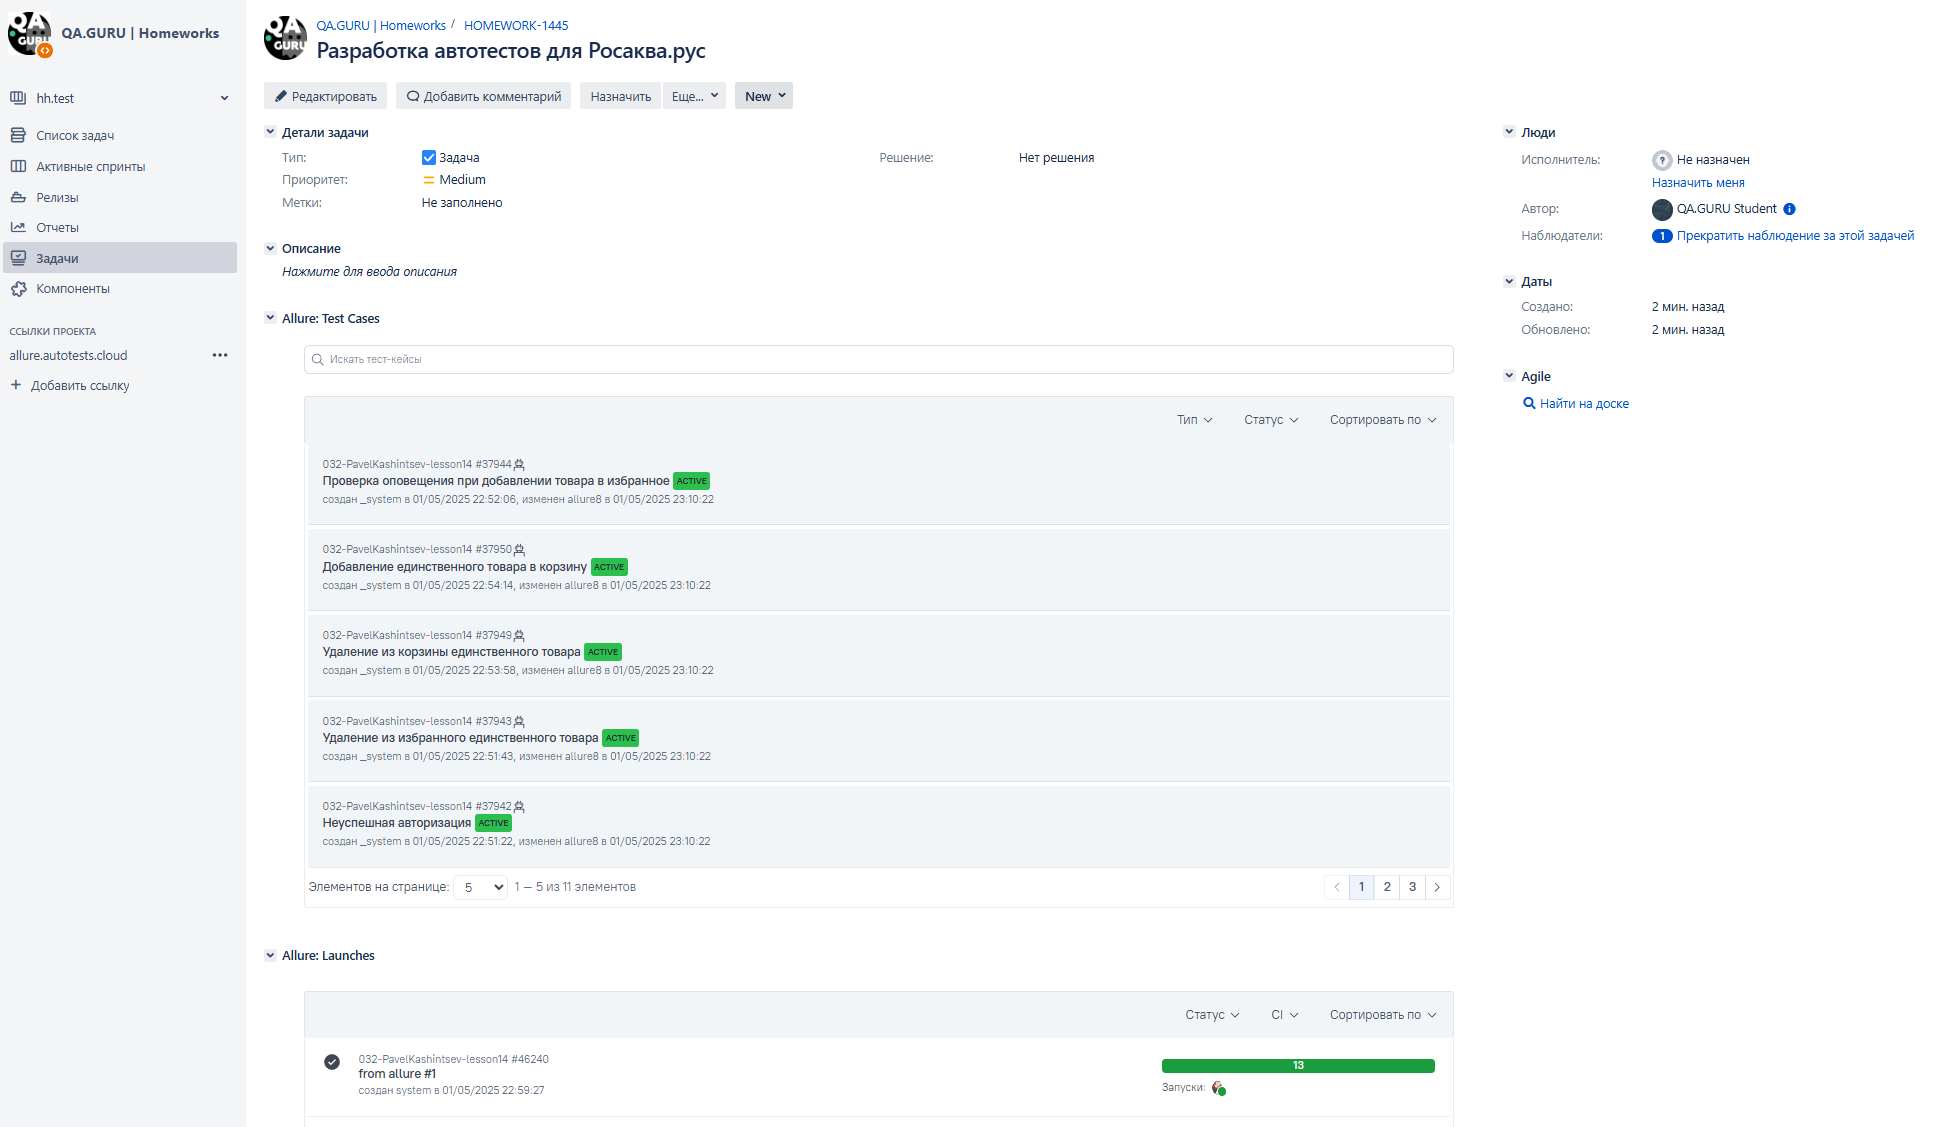 QA.GURU | Homeworks
hh.test
Список задач
Активные спринты
Релизы
Отчеты
Задачи
Компоненты
ССЫЛКИ ПРОЕКТА
allure.autotests.cloud
Добавить ссылку
QA.GURU | Homeworks / HOMEWORK-1445
Разработка автотестов для Росаква.рус
Редактировать Добавить комментарий Назначить Еще... New
Детали задачи
Тип: Задача Решение: Нет решения
Приоритет: Medium
Метки: Не заполнено
Описание
Нажмите для ввода описания
Allure: Test Cases
Искать тест-кейсы
Тип Статус Сортировать по
032-PavelKashintsev-lesson14 #37944
Проверка оповещения при добавлении товара в избранное ACTIVE
создан _system в 01/05/2025 22:52:06, изменен allure8 в 01/05/2025 23:10:22
032-PavelKashintsev-lesson14 #37950
Добавление единственного товара в корзину ACTIVE
создан _system в 01/05/2025 22:54:14, изменен allure8 в 01/05/2025 23:10:22
032-PavelKashintsev-lesson14 #37949
Удаление из корзины единственного товара ACTIVE
создан _system в 01/05/2025 22:53:58, изменен allure8 в 01/05/2025 23:10:22
032-PavelKashintsev-lesson14 #37943
Удаление из избранного единственного товара ACTIVE
создан _system в 01/05/2025 22:51:43, изменен allure8 в 01/05/2025 23:10:22
032-PavelKashintsev-lesson14 #37942
Неуспешная авторизация ACTIVE
создан _system в 01/05/2025 22:51:22, изменен allure8 в 01/05/2025 23:10:22
Элементов на странице: 5 1 — 5 из 11 элементов 1 2 3
Allure: Launches
Статус CI Сортировать по
032-PavelKashintsev-lesson14 #46240
from allure #1
создан system в 01/05/2025 22:59:27
13
Запуски:
Люди
Исполнитель: Не назначен
Назначить меня
Автор: QA.GURU Student
Наблюдатели: 1 Прекратить наблюдение за этой задачей
Даты
Создано: 2 мин. назад
Обновлено: 2 мин. назад
Agile
Найти на доске
QA
GURU
QA
GURU